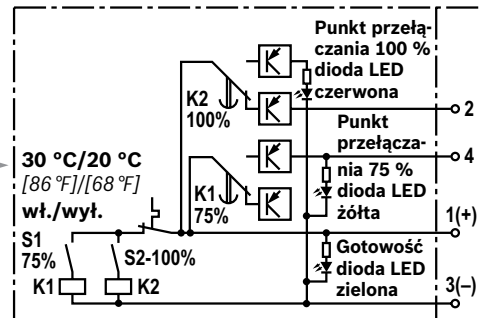 Punkt przełą-
czania 100 %
dioda LED
czerwona
K2
100%
2
Punkt
przełącza-
nia 75 %
dioda LED
żółta
4
30 °C/20 °C
[86 °F]/[68 °F]
wł./wył.
K1
75%
1(+)
S1
75%
S2-100%
Gotowość
dioda LED
zielona
K1
K2
3(–)